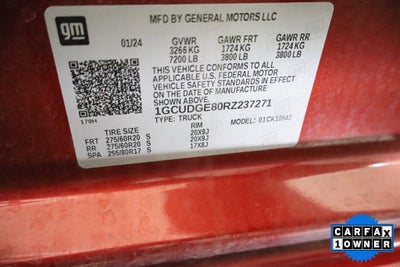 gm
MFD BY GENERAL MOTORS LLC
01/24 GVWR GAWR FRT GAWR RR
3266 KG 1724 KG 1724 KG
7200 LB 3800 LB 3800 LB
THIS VEHICLE CONFORMS TO ALL
APPLICABLE U.S. FEDERAL MOTOR
VEHICLE SAFETY STANDARDS IN EFFECT
ON THE DATE OF MANUFACTURE SHOWN ABOVE.
1GCUDGE80RZ237271
170H TYPE: TRUCK MODEL: 01CK10543
TIRE SIZE RIM
FRT 275/60R20 S 20X9J
RR 275/60R20 S 20X9J
SPA 255/80R17 S 17X8J
CARFAX
1 OWNER